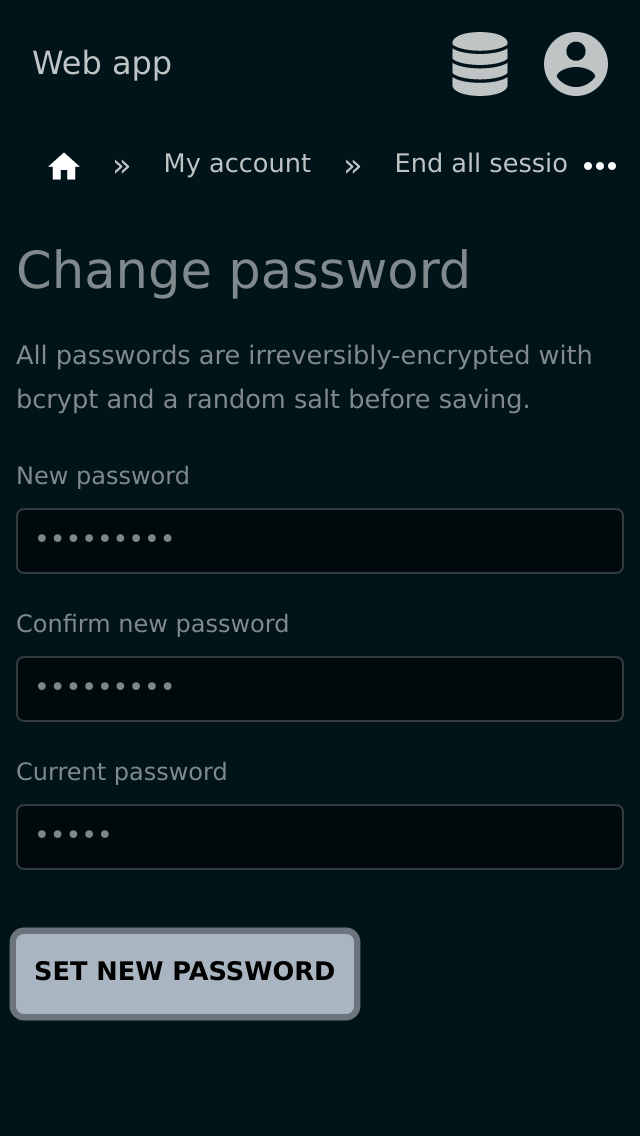 Web app
» My account » End all sessio •••
Change password
All passwords are irreversibly-encrypted with
bcrypt and a random salt before saving.
New password
•••••••••
Confirm new password
•••••••••
Current password
•••••
SET NEW PASSWORD